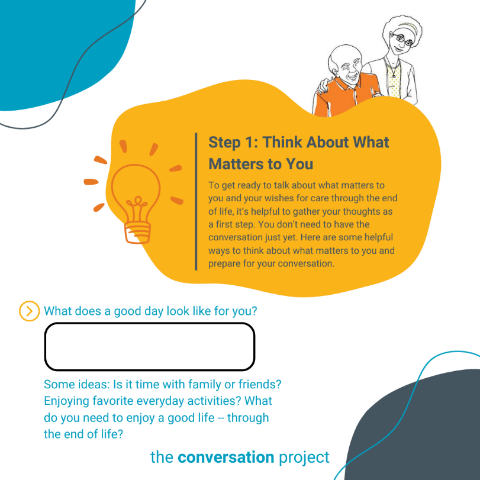 Step 1: Think About What
Matters to You
To get ready to talk about what matters to
you and your wishes for care through the end
of life, it's helpful to gather your thoughts as
a first step. You don't need to have the
conversation just yet. Here are some helpful
ways to think about what matters to you and
prepare for your conversation.
What does a good day look like for you?
Some ideas: Is it time with family or friends?
Enjoying favorite everyday activities? What
do you need to enjoy a good life – through
the end of life?
the conversation project